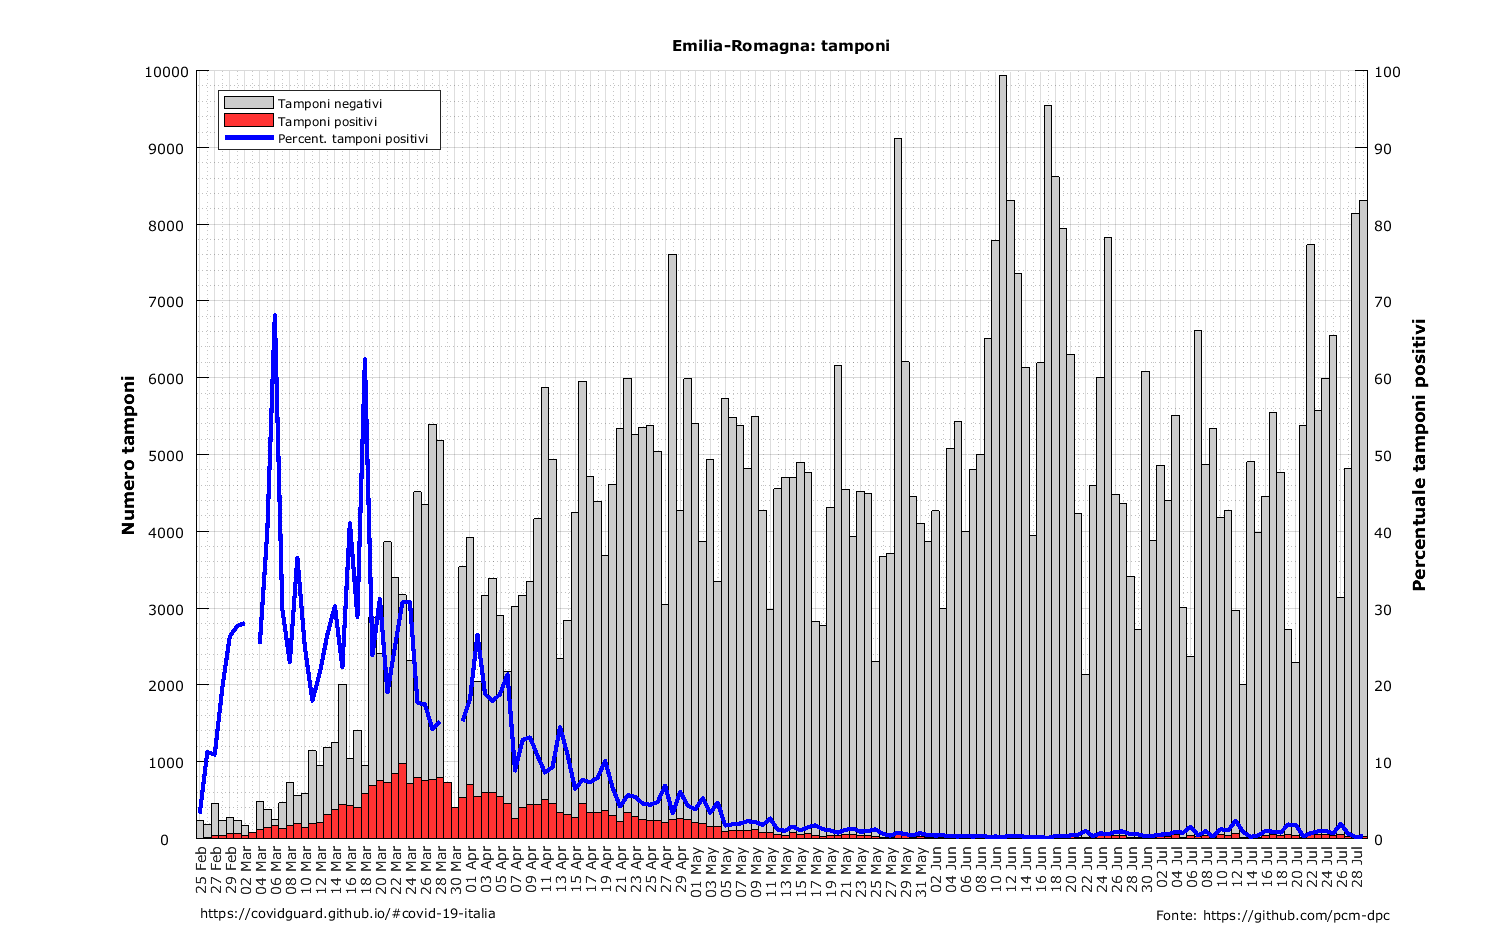 Emilia-Romagna: tamponi
10000
9000
8000
7000
6000
5000
4000
3000
2000
1000
0
Numero tamponi
Tamponi negativi
Tamponi positivi
Percent. tamponi positivi
100
90
80
70
60
50
40
30
20
10
0
Percentuale tamponi positivi
25 Feb
27 Feb
29 Feb
02 Mar
04 Mar
06 Mar
08 Mar
10 Mar
12 Mar
14 Mar
16 Mar
18 Mar
20 Mar
22 Mar
24 Mar
26 Mar
28 Mar
30 Mar
01 Apr
03 Apr
05 Apr
07 Apr
09 Apr
11 Apr
13 Apr
15 Apr
17 Apr
19 Apr
21 Apr
23 Apr
25 Apr
27 Apr
29 Apr
01 May
03 May
05 May
07 May
09 May
11 May
13 May
15 May
17 May
19 May
21 May
23 May
25 May
27 May
29 May
31 May
02 Jun
04 Jun
06 Jun
08 Jun
10 Jun
12 Jun
14 Jun
16 Jun
18 Jun
20 Jun
22 Jun
24 Jun
26 Jun
28 Jun
30 Jun
02 Jul
04 Jul
06 Jul
08 Jul
10 Jul
12 Jul
14 Jul
16 Jul
18 Jul
20 Jul
22 Jul
24 Jul
26 Jul
28 Jul
https://covidguard.github.io/#covid-19-italia
Fonte: https://github.com/pcm-dpc